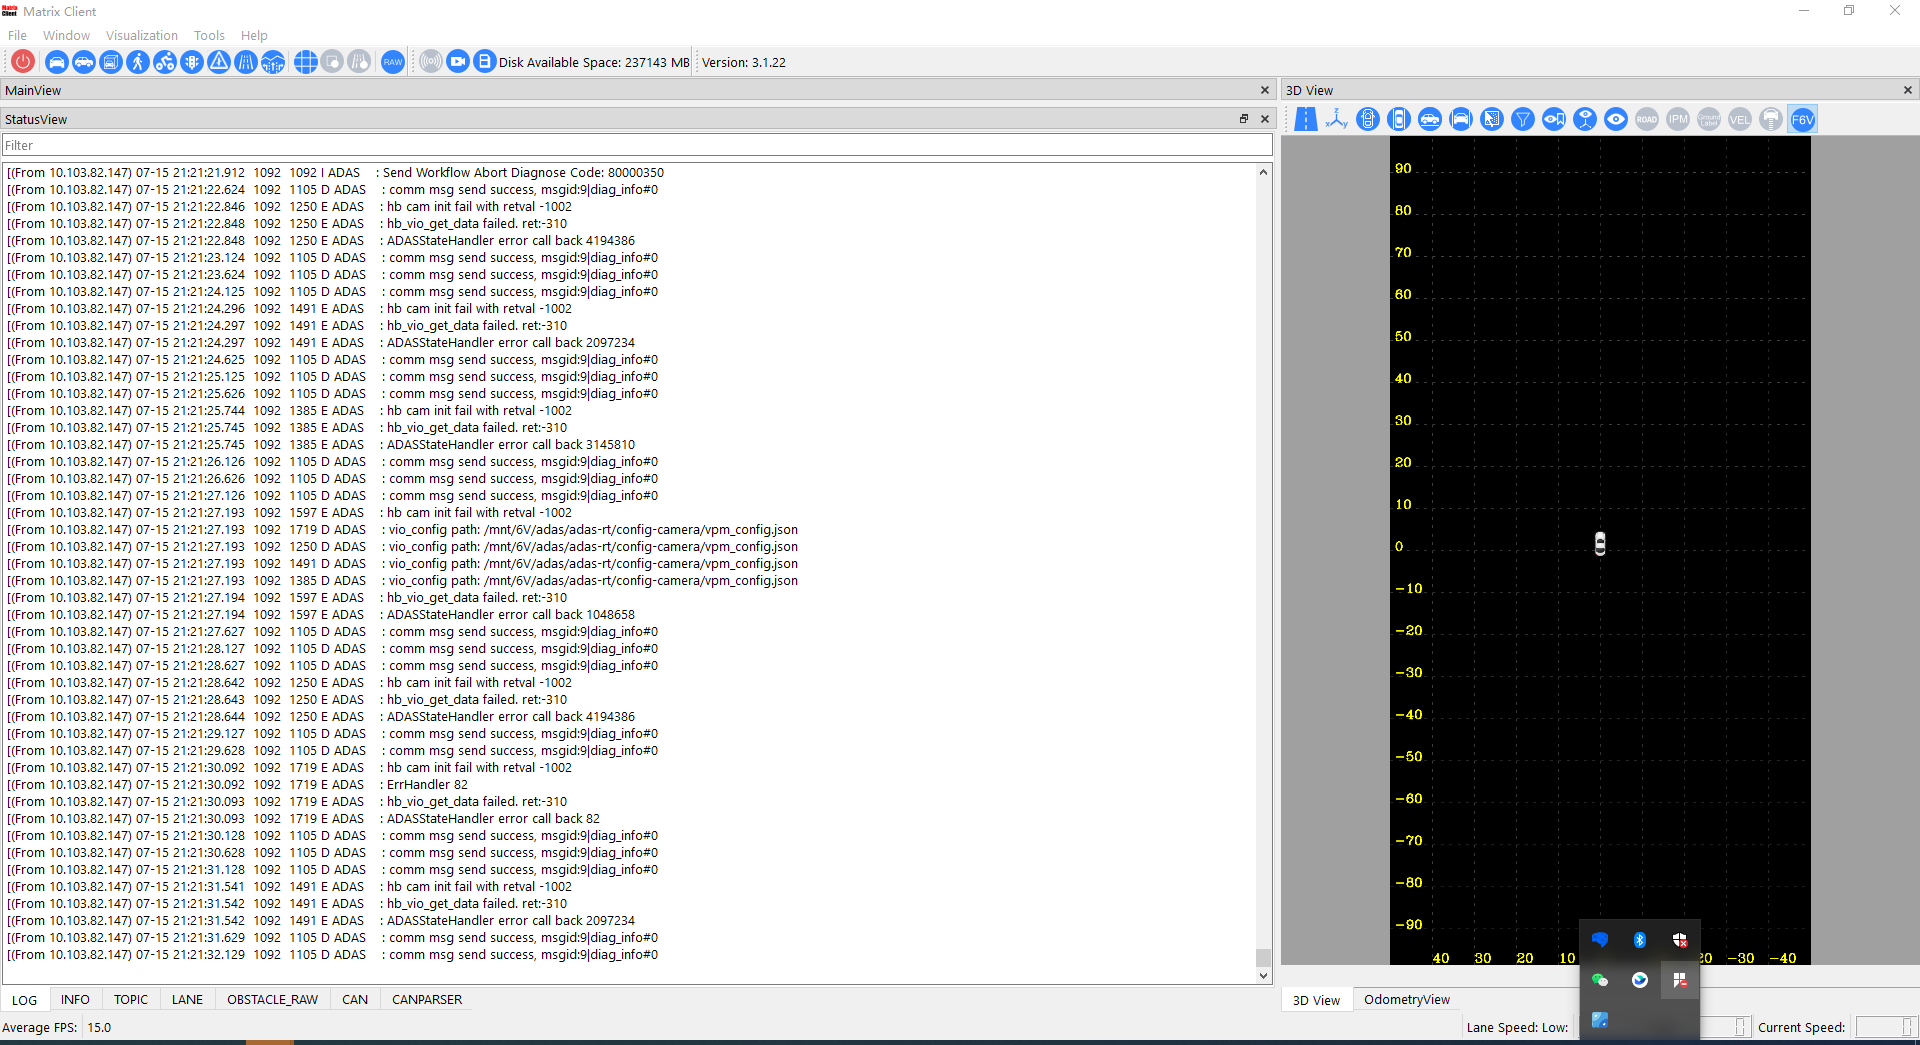 Matrix Client
File Window Visualization Tools Help
RAW Disk Available Space: 237143 MB Version: 3.1.22
MainView
StatusView
Filter
[(From 10.103.82.147) 07-15 21:21:21.912 1092 1092 I ADAS : Send Workflow Abort Diagnose Code: 80000350
[(From 10.103.82.147) 07-15 21:21:22.624 1092 1105 D ADAS : comm msg send success, msgid:9|diag_info#0
[(From 10.103.82.147) 07-15 21:21:22.846 1092 1250 E ADAS : hb cam init fail with retval -1002
[(From 10.103.82.147) 07-15 21:21:22.848 1092 1250 E ADAS : hb_vio_get_data failed. ret:-310
[(From 10.103.82.147) 07-15 21:21:22.848 1092 1250 E ADAS : ADASStateHandler error call back 4194386
[(From 10.103.82.147) 07-15 21:21:23.124 1092 1105 D ADAS : comm msg send success, msgid:9|diag_info#0
[(From 10.103.82.147) 07-15 21:21:23.624 1092 1105 D ADAS : comm msg send success, msgid:9|diag_info#0
[(From 10.103.82.147) 07-15 21:21:24.125 1092 1105 D ADAS : comm msg send success, msgid:9|diag_info#0
[(From 10.103.82.147) 07-15 21:21:24.296 1092 1491 E ADAS : hb cam init fail with retval -1002
[(From 10.103.82.147) 07-15 21:21:24.297 1092 1491 E ADAS : hb_vio_get_data failed. ret:-310
[(From 10.103.82.147) 07-15 21:21:24.297 1092 1491 E ADAS : ADASStateHandler error call back 2097234
[(From 10.103.82.147) 07-15 21:21:24.625 1092 1105 D ADAS : comm msg send success, msgid:9|diag_info#0
[(From 10.103.82.147) 07-15 21:21:25.125 1092 1105 D ADAS : comm msg send success, msgid:9|diag_info#0
[(From 10.103.82.147) 07-15 21:21:25.626 1092 1105 D ADAS : comm msg send success, msgid:9|diag_info#0
[(From 10.103.82.147) 07-15 21:21:25.744 1092 1385 E ADAS : hb cam init fail with retval -1002
[(From 10.103.82.147) 07-15 21:21:25.745 1092 1385 E ADAS : hb_vio_get_data failed. ret:-310
[(From 10.103.82.147) 07-15 21:21:25.745 1092 1385 E ADAS : ADASStateHandler error call back 3145810
[(From 10.103.82.147) 07-15 21:21:26.126 1092 1105 D ADAS : comm msg send success, msgid:9|diag_info#0
[(From 10.103.82.147) 07-15 21:21:26.626 1092 1105 D ADAS : comm msg send success, msgid:9|diag_info#0
[(From 10.103.82.147) 07-15 21:21:27.126 1092 1105 D ADAS : comm msg send success, msgid:9|diag_info#0
[(From 10.103.82.147) 07-15 21:21:27.193 1092 1597 E ADAS : hb cam init fail with retval -1002
[(From 10.103.82.147) 07-15 21:21:27.193 1092 1719 D ADAS : vio_config path: /mnt/6V/adas/adas-rt/config-camera/vpm_config.json
[(From 10.103.82.147) 07-15 21:21:27.193 1092 1250 D ADAS : vio_config path: /mnt/6V/adas/adas-rt/config-camera/vpm_config.json
[(From 10.103.82.147) 07-15 21:21:27.193 1092 1491 D ADAS : vio_config path: /mnt/6V/adas/adas-rt/config-camera/vpm_config.json
[(From 10.103.82.147) 07-15 21:21:27.193 1092 1385 D ADAS : vio_config path: /mnt/6V/adas/adas-rt/config-camera/vpm_config.json
[(From 10.103.82.147) 07-15 21:21:27.194 1092 1597 E ADAS : hb_vio_get_data failed. ret:-310
[(From 10.103.82.147) 07-15 21:21:27.194 1092 1597 E ADAS : ADASStateHandler error call back 1048658
[(From 10.103.82.147) 07-15 21:21:27.627 1092 1105 D ADAS : comm msg send success, msgid:9|diag_info#0
[(From 10.103.82.147) 07-15 21:21:28.127 1092 1105 D ADAS : comm msg send success, msgid:9|diag_info#0
[(From 10.103.82.147) 07-15 21:21:28.627 1092 1105 D ADAS : comm msg send success, msgid:9|diag_info#0
[(From 10.103.82.147) 07-15 21:21:28.642 1092 1250 E ADAS : hb cam init fail with retval -1002
[(From 10.103.82.147) 07-15 21:21:28.643 1092 1250 E ADAS : hb_vio_get_data failed. ret:-310
[(From 10.103.82.147) 07-15 21:21:28.644 1092 1250 E ADAS : ADASStateHandler error call back 4194386
[(From 10.103.82.147) 07-15 21:21:29.127 1092 1105 D ADAS : comm msg send success, msgid:9|diag_info#0
[(From 10.103.82.147) 07-15 21:21:29.628 1092 1105 D ADAS : comm msg send success, msgid:9|diag_info#0
[(From 10.103.82.147) 07-15 21:21:30.092 1092 1719 E ADAS : hb cam init fail with retval -1002
[(From 10.103.82.147) 07-15 21:21:30.092 1092 1719 E ADAS : ErrHandler 82
[(From 10.103.82.147) 07-15 21:21:30.093 1092 1719 E ADAS : hb_vio_get_data failed. ret:-310
[(From 10.103.82.147) 07-15 21:21:30.093 1092 1719 E ADAS : ADASStateHandler error call back 82
[(From 10.103.82.147) 07-15 21:21:30.128 1092 1105 D ADAS : comm msg send success, msgid:9|diag_info#0
[(From 10.103.82.147) 07-15 21:21:30.628 1092 1105 D ADAS : comm msg send success, msgid:9|diag_info#0
[(From 10.103.82.147) 07-15 21:21:31.128 1092 1105 D ADAS : comm msg send success, msgid:9|diag_info#0
[(From 10.103.82.147) 07-15 21:21:31.541 1092 1491 E ADAS : hb cam init fail with retval -1002
[(From 10.103.82.147) 07-15 21:21:31.542 1092 1491 E ADAS : hb_vio_get_data failed. ret:-310
[(From 10.103.82.147) 07-15 21:21:31.542 1092 1491 E ADAS : ADASStateHandler error call back 2097234
[(From 10.103.82.147) 07-15 21:21:31.629 1092 1105 D ADAS : comm msg send success, msgid:9|diag_info#0
[(From 10.103.82.147) 07-15 21:21:32.129 1092 1105 D ADAS : comm msg send success, msgid:9|diag_info#0
LOG INFO TOPIC LANE OBSTACLE_RAW CAN CANPARSER
Average FPS: 15.0
3D View
ROAD IPM Ground Label VEL F6V
90
80
70
60
50
40
30
20
10
0
-10
-20
-30
-40
-50
-60
-70
-80
-90
40 30 20 10 20 -30 -40
3D View OdometryView
Lane Speed: Low: Current Speed: